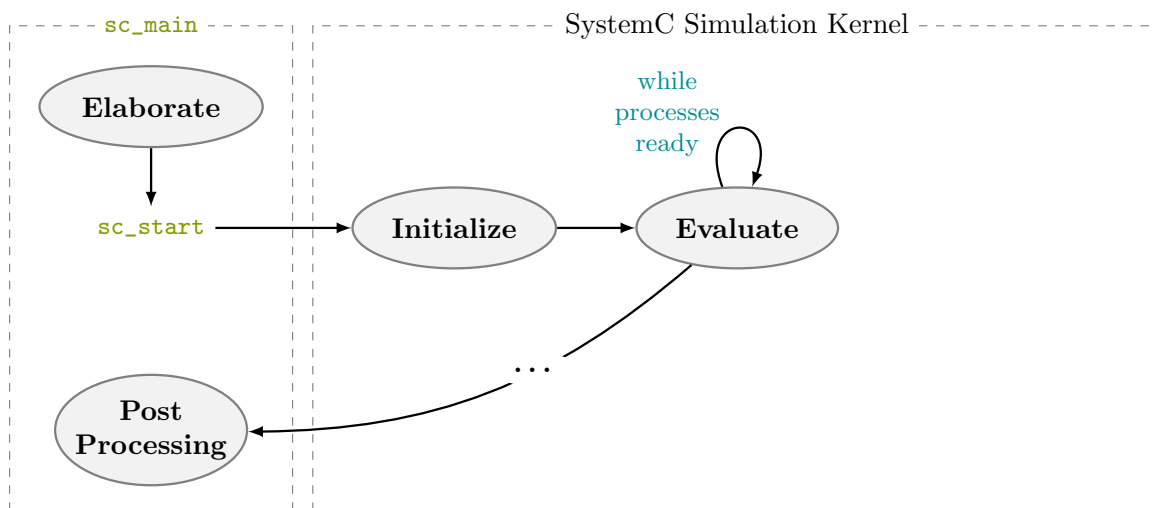 sc_main
SystemC Simulation Kernel
Elaborate
while
processes
ready
sc_start
Initialize
Evaluate
...
Post
Processing